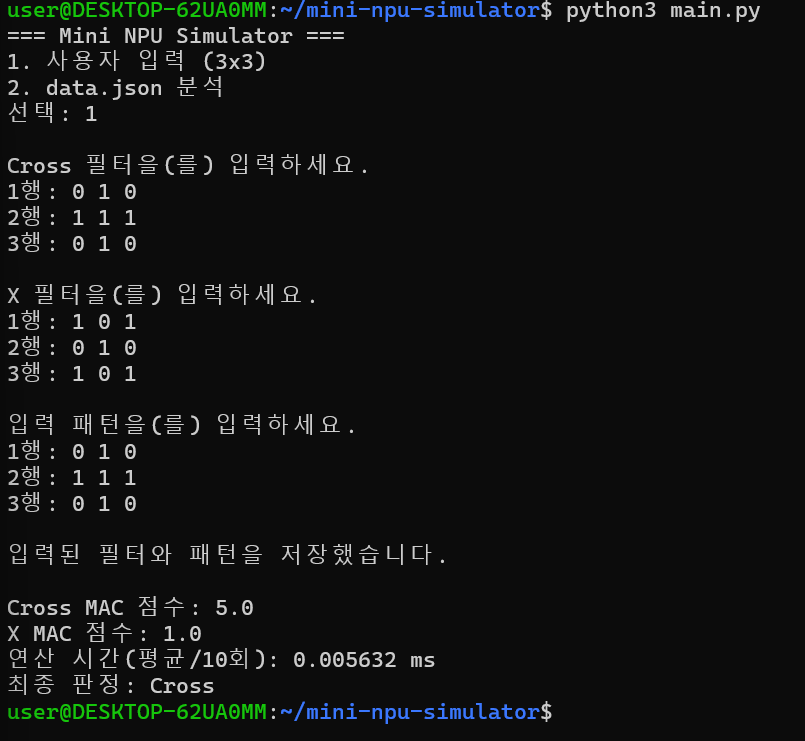 user@DESKTOP-62UA0MM:~/mini-npu-simulator$ python3 main.py
=== Mini NPU Simulator ===
1. 사용자 입력 (3x3)
2. data.json 분석
선택: 1
Cross 필터을(를) 입력하세요.
1행: 0 1 0
2행: 1 1 1
3행: 0 1 0
X 필터을(를) 입력하세요.
1행: 1 0 1
2행: 0 1 0
3행: 1 0 1
입력 패턴을(를) 입력하세요.
1행: 0 1 0
2행: 1 1 1
3행: 0 1 0
입력된 필터와 패턴을 저장했습니다.
Cross MAC 점수: 5.0
X MAC 점수: 1.0
연산 시간(평균/10회): 0.005632 ms
최종 판정: Cross
user@DESKTOP-62UA0MM:~/mini-npu-simulator$